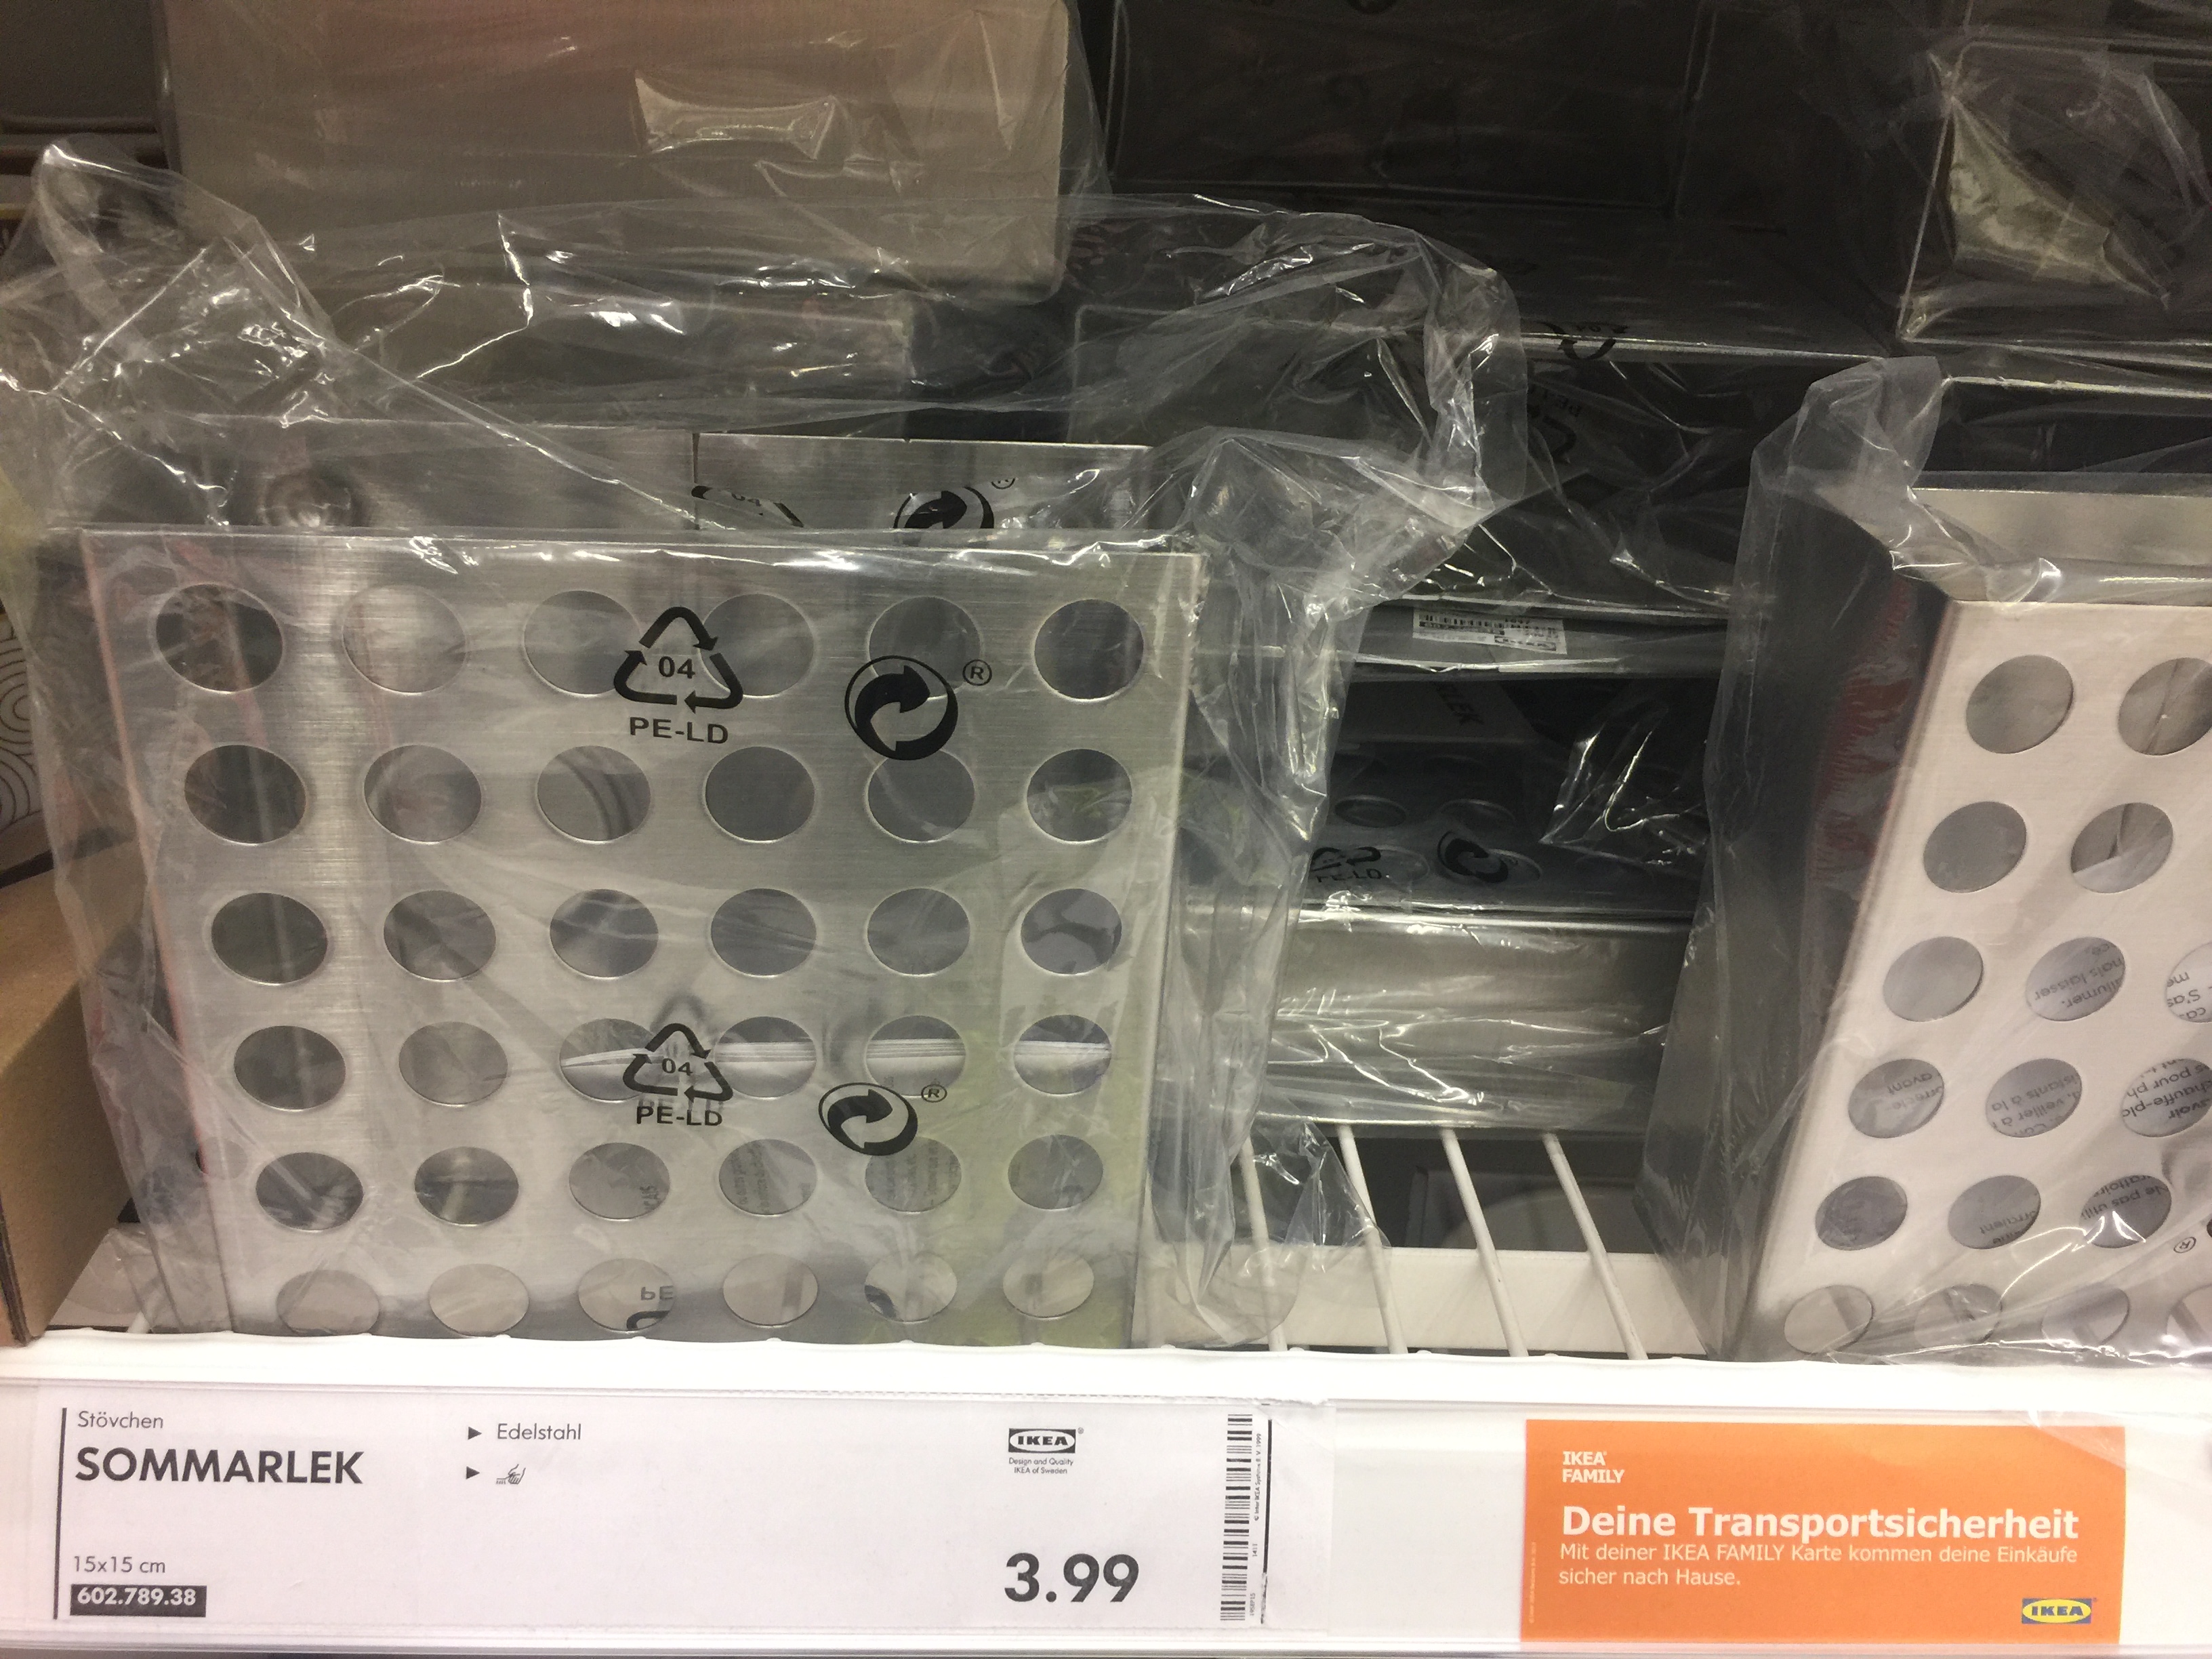 04
PE-LD
®
04
PE-LD
®
PE-LD
Stövchen
SOMMARLEK
15x15 cm
602.789.38
Edelstahl
IKEA®
Design and Quality
IKEA of Sweden
3.99
IKEA
FAMILY
Deine Transportsicherheit
Mit deiner IKEA FAMILY Karte kommen deine Einkäufe
sicher nach Hause.
IKEA